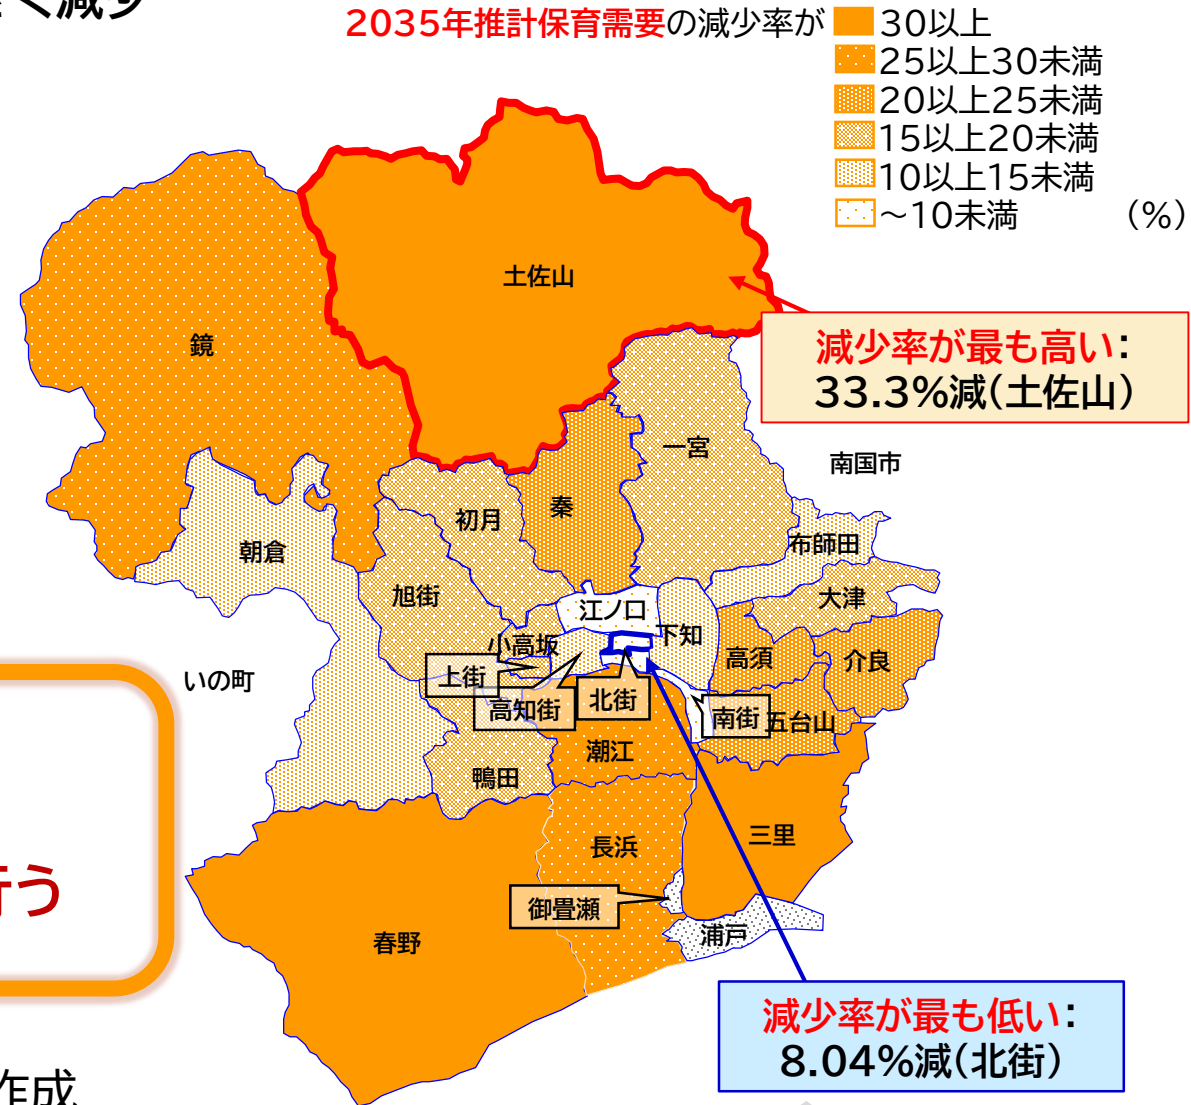 く減少
2035年推計保育需要の減少率が
30以上
25以上30未満
20以上25未満
15以上20未満
10以上15未満
～10未満 (%)
土佐山
鏡
減少率が最も高い:
33.3%減(土佐山)
一宮
南国市
秦
初月
朝倉
布師田
旭街
大津
江ノ口
下知
小高坂
高須
介良
上街
いの町
高知街
北街
南街
五台山
潮江
鴨田
三里
長浜
行う
御畳瀬
春野
浦戸
減少率が最も低い:
8.04%減(北街)
作成